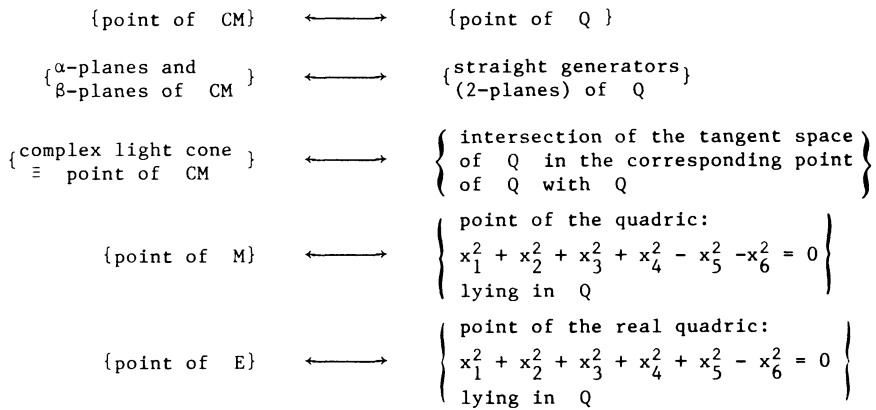 {point of CM} ⟷ {point of Q }
{α-planes and β-planes of CM } ⟷ {straight generators (2-planes) of Q }
{complex light cone ≡ point of CM } ⟷ { intersection of the tangent space of Q in the corresponding point of Q with Q }
{point of M} ⟷ { point of the quadric:
x₁² + x₂² + x₃² + x₄² - x₅² -x₆² = 0
lying in Q }
{point of E} ⟷ { point of the real quadric:
x₁² + x₂² + x₃² + x₄² + x₅² - x₆² = 0
lying in Q }